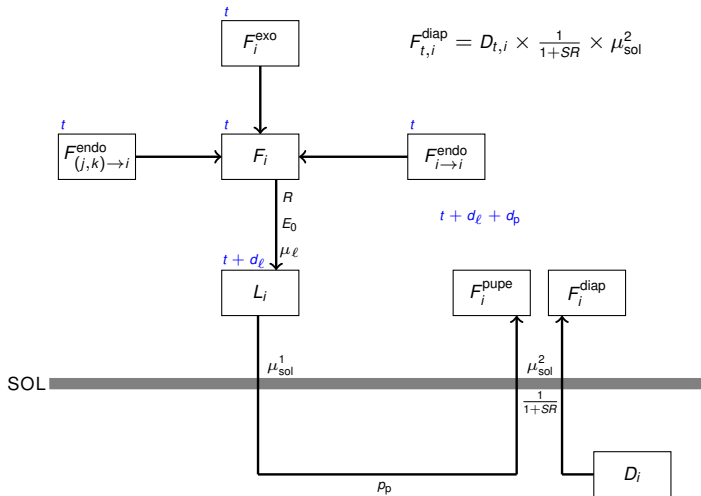 t
F_i^exo
F_{t,i}^diap = D_{t,i} × 1/(1+SR) × μ_sol^2
t
F_{(j,k)→i}^endo
t
F_i
t
F_{i→i}^endo
R
E_0
μ_ℓ
t + d_ℓ + d_p
t + d_ℓ
L_i
F_i^pupe
F_i^diap
μ_sol^1
μ_sol^2
SOL
1/(1+SR)
D_i
p_p